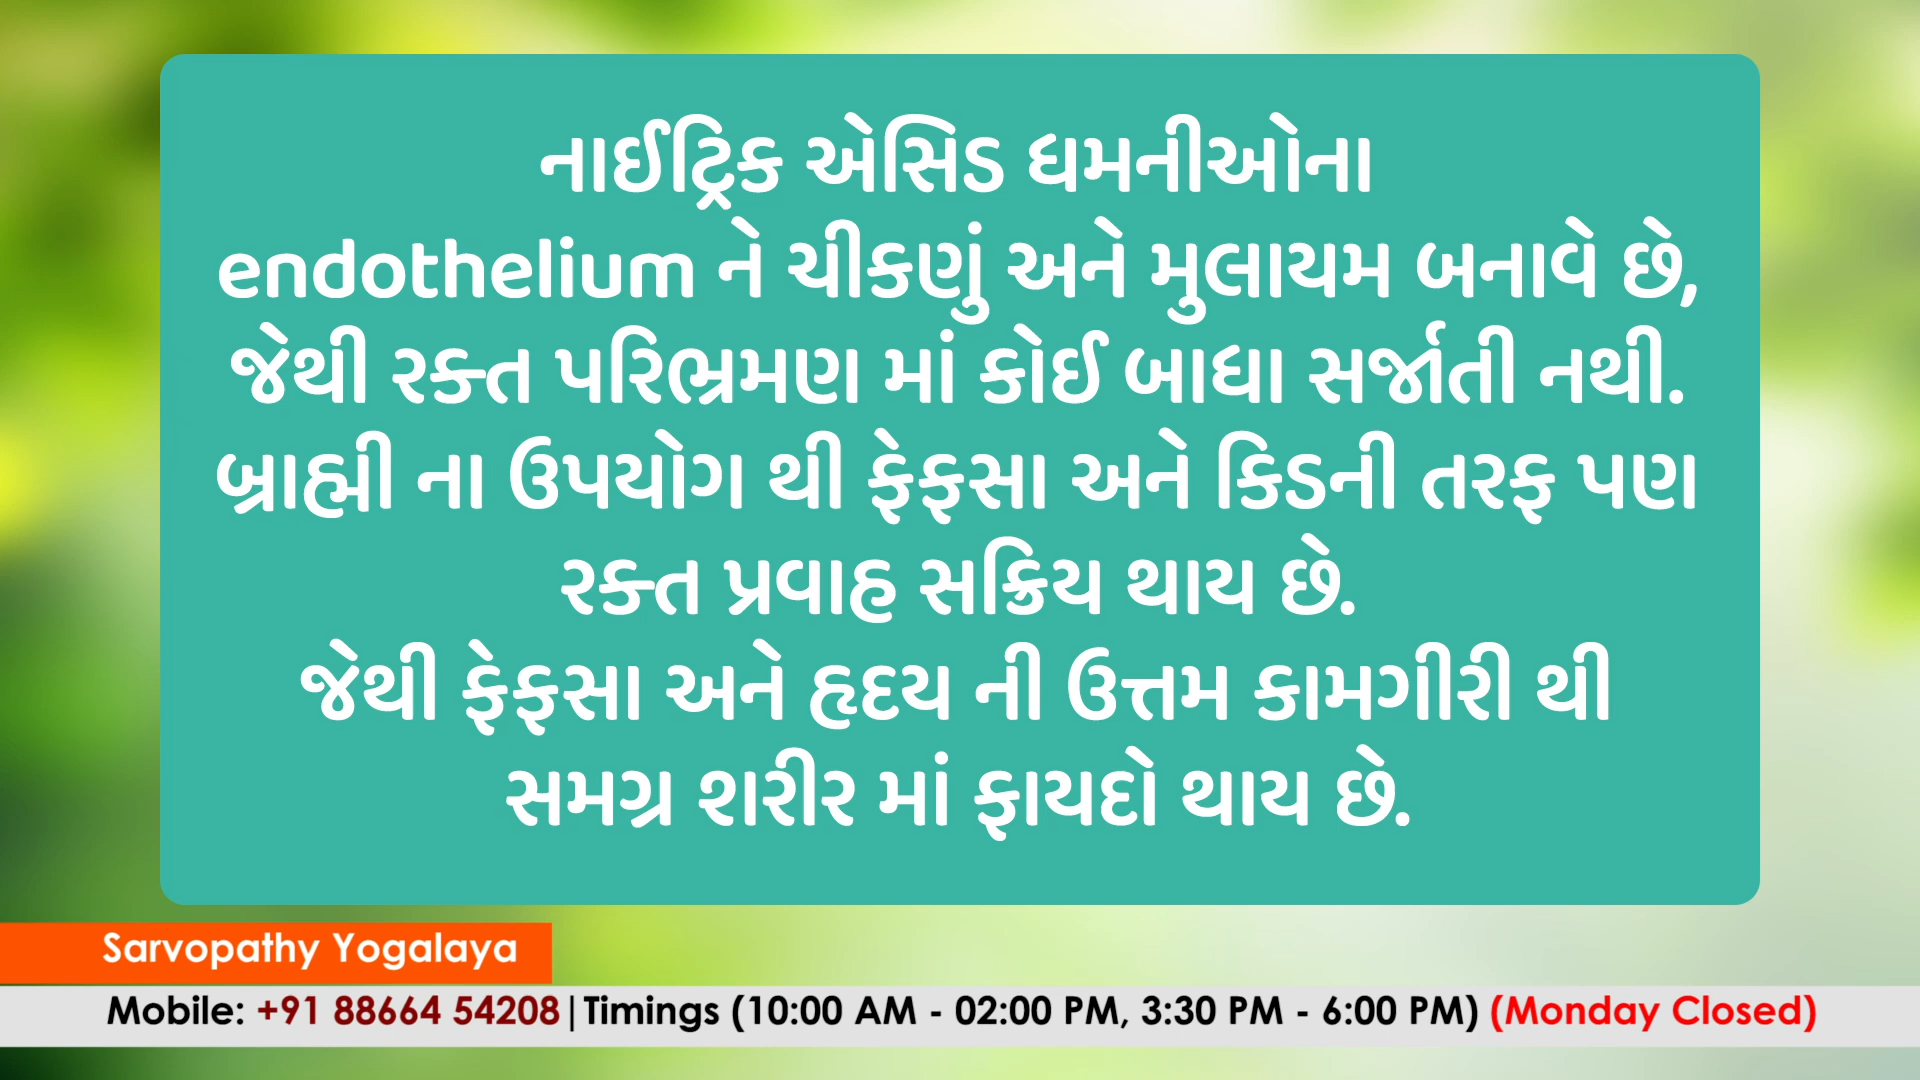 નાઈટ્રિક એસિડ ધમનીઓના
endothelium ને ચીકણું અને મુલાયમ બનાવે છે,
જેથી રક્ત પરિભ્રમણ માં કોઈ બાધા સર્જાતી નથી.
બ્રાહ્મી ના ઉપયોગ થી ફેફસા અને કિડની તરફ પણ
રક્ત પ્રવાહ સક્રિય થાય છે.
જેથી ફેફસા અને હૃદય ની ઉત્તમ કામગીરી થી
સમગ્ર શરીર માં ફાયદો થાય છે.
Sarvopathy Yogalaya
Mobile: +91 88664 54208|Timings (10:00 AM - 02:00 PM, 3:30 PM - 6:00 PM) (Monday Closed)